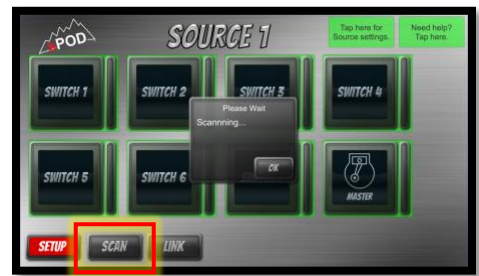 sPOD
SOURCE 1
Tap here for
Source settings.
Need help?
Tap here.
SWITCH 1
SWITCH 2
SWITCH 3
SWITCH 4
Please Wait
Scannning...
OK
SWITCH 5
SWITCH 6
MASTER
SETUP
SCAN
LINK